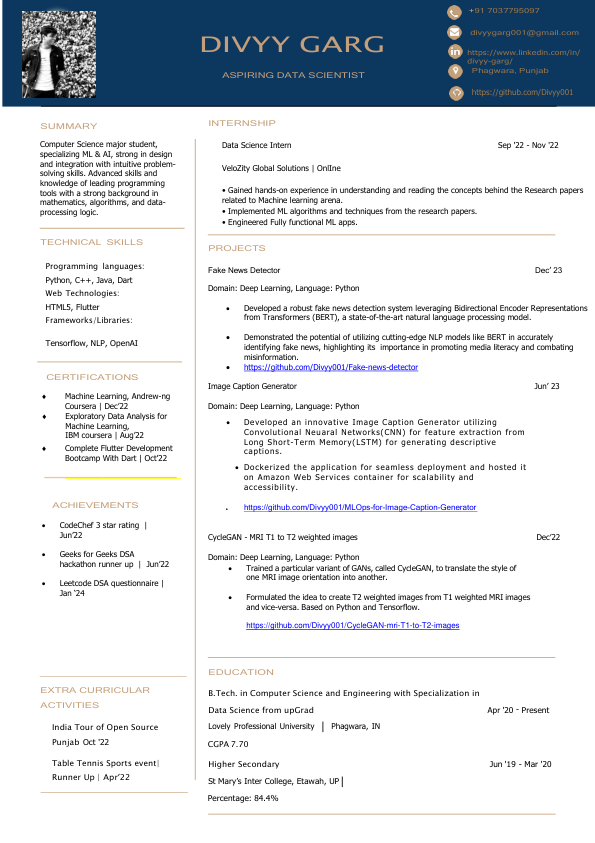 DIVYY GARG
ASPIRING DATA SCIENTIST
+91 7037795097
divyygarg001@gmail.com
https://www.linkedin.com/in/
divyy-garg/
Phagwara, Punjab
https://github.com/Divyy001
SUMMARY
Computer Science major student,
specializing ML & AI, strong in design
and integration with intuitive problem-
solving skills. Advanced skills and
knowledge of leading programming
tools with a strong background in
mathematics, algorithms, and data-
processing logic.
TECHNICAL SKILLS
Programming languages:
Python, C++, Java, Dart
Web Technologies:
HTML5, Flutter
Frameworks/Libraries:
Tensorflow, NLP, OpenAI
CERTIFICATIONS
♦ Machine Learning, Andrew-ng
Coursera | Dec'22
♦ Exploratory Data Analysis for
Machine Learning,
IBM coursera | Aug'22
♦ Complete Flutter Development
Bootcamp With Dart | Oct'22
ACHIEVEMENTS
• CodeChef 3 star rating |
Jun'22
• Geeks for Geeks DSA
hackathon runner up | Jun'22
• Leetcode DSA questionnaire |
Jan '24
EXTRA CURRICULAR
ACTIVITIES
India Tour of Open Source
Punjab Oct '22
Table Tennis Sports event|
Runner Up | Apr'22
INTERNSHIP
Data Science Intern Sep '22 - Nov '22
VeloZity Global Solutions | OnlIne
• Gained hands-on experience in understanding and reading the concepts behind the Research papers
related to Machine learning arena.
• Implemented ML algorithms and techniques from the research papers.
• Engineered Fully functional ML apps.
PROJECTS
Fake News Detector Dec' 23
Domain: Deep Learning, Language: Python
• Developed a robust fake news detection system leveraging Bidirectional Encoder Representations
from Transformers (BERT), a state-of-the-art natural language processing model.
• Demonstrated the potential of utilizing cutting-edge NLP models like BERT in accurately
identifying fake news, highlighting its importance in promoting media literacy and combating
misinformation.
• https://github.com/Divyy001/Fake-news-detector
Image Caption Generator Jun' 23
Domain: Deep Learning, Language: Python
• Developed an innovative Image Caption Generator utilizing
Convolutional Neural Networks(CNN) for feature extraction from
Long Short-Term Memory(LSTM) for generating descriptive
captions.
• Dockerized the application for seamless deployment and hosted it
on Amazon Web Services container for scalability and
accessibility.
• https://github.com/Divyy001/MLOps-for-Image-Caption-Generator
CycleGAN - MRI T1 to T2 weighted images Dec'22
Domain: Deep Learning, Language: Python
• Trained a particular variant of GANs, called CycleGAN, to translate the style of
one MRI image orientation into another.
• Formulated the idea to create T2 weighted images from T1 weighted MRI images
and vice-versa. Based on Python and Tensorflow.
https://github.com/Divyy001/CycleGAN-mri-T1-to-T2-images
EDUCATION
B.Tech. in Computer Science and Engineering with Specialization in
Data Science from upGrad Apr '20 - Present
Lovely Professional University | Phagwara, IN
CGPA 7.70
Higher Secondary Jun '19 - Mar '20
St Mary's Inter College, Etawah, UP|
Percentage: 84.4%